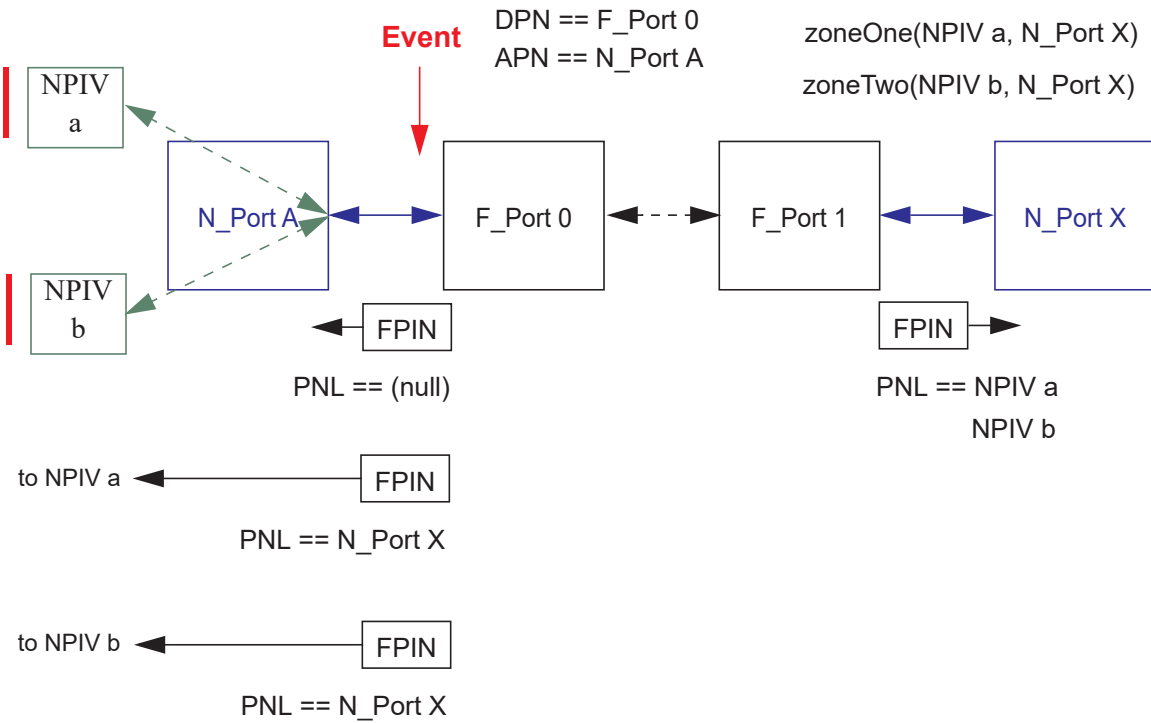 DPN == F_Port 0
Event
APN == N_Port A
zoneOne(NPIV a, N_Port X)
zoneTwo(NPIV b, N_Port X)
NPIV
a
N_Port A
F_Port 0
F_Port 1
N_Port X
NPIV
b
FPIN
FPIN
PNL == (null)
PNL == NPIV a
NPIV b
to NPIV a
FPIN
PNL == N_Port X
to NPIV b
FPIN
PNL == N_Port X